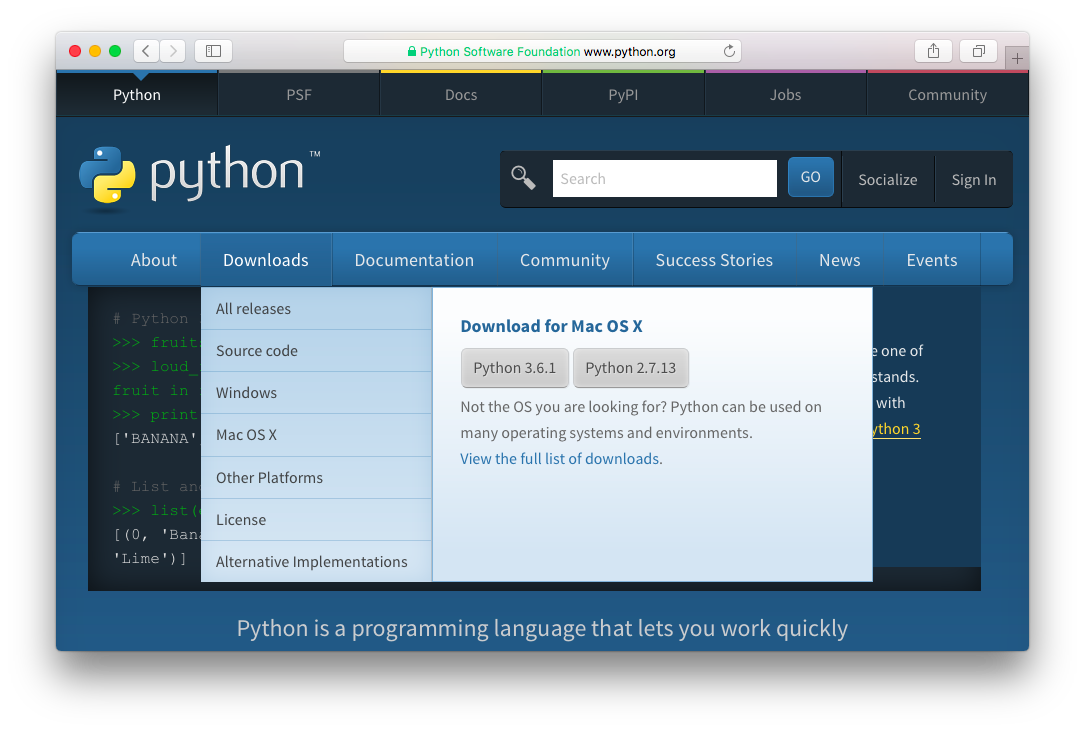 Python Software Foundation www.python.org
Python PSF Docs PyPI Jobs Community
python™
Search GO Socialize Sign In
About Downloads Documentation Community Success Stories News Events
# Python
>>> fruit
>>> loud_
fruit in
>>> print
['BANANA'
# List and
>>> list(
[(0, 'Bana
'Lime')]
All releases
Source code
Windows
Mac OS X
Other Platforms
License
Alternative Implementations
Download for Mac OS X
Python 3.6.1 Python 2.7.13
Not the OS you are looking for? Python can be used on
many operating systems and environments.
View the full list of downloads.
e one of
stands.
with
ython 3
Python is a programming language that lets you work quickly